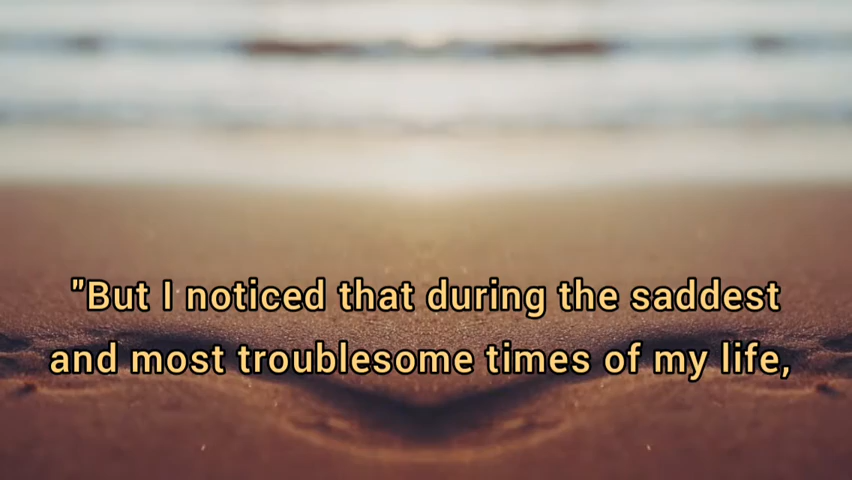 "But I noticed that during the saddest
and most troublesome times of my life,